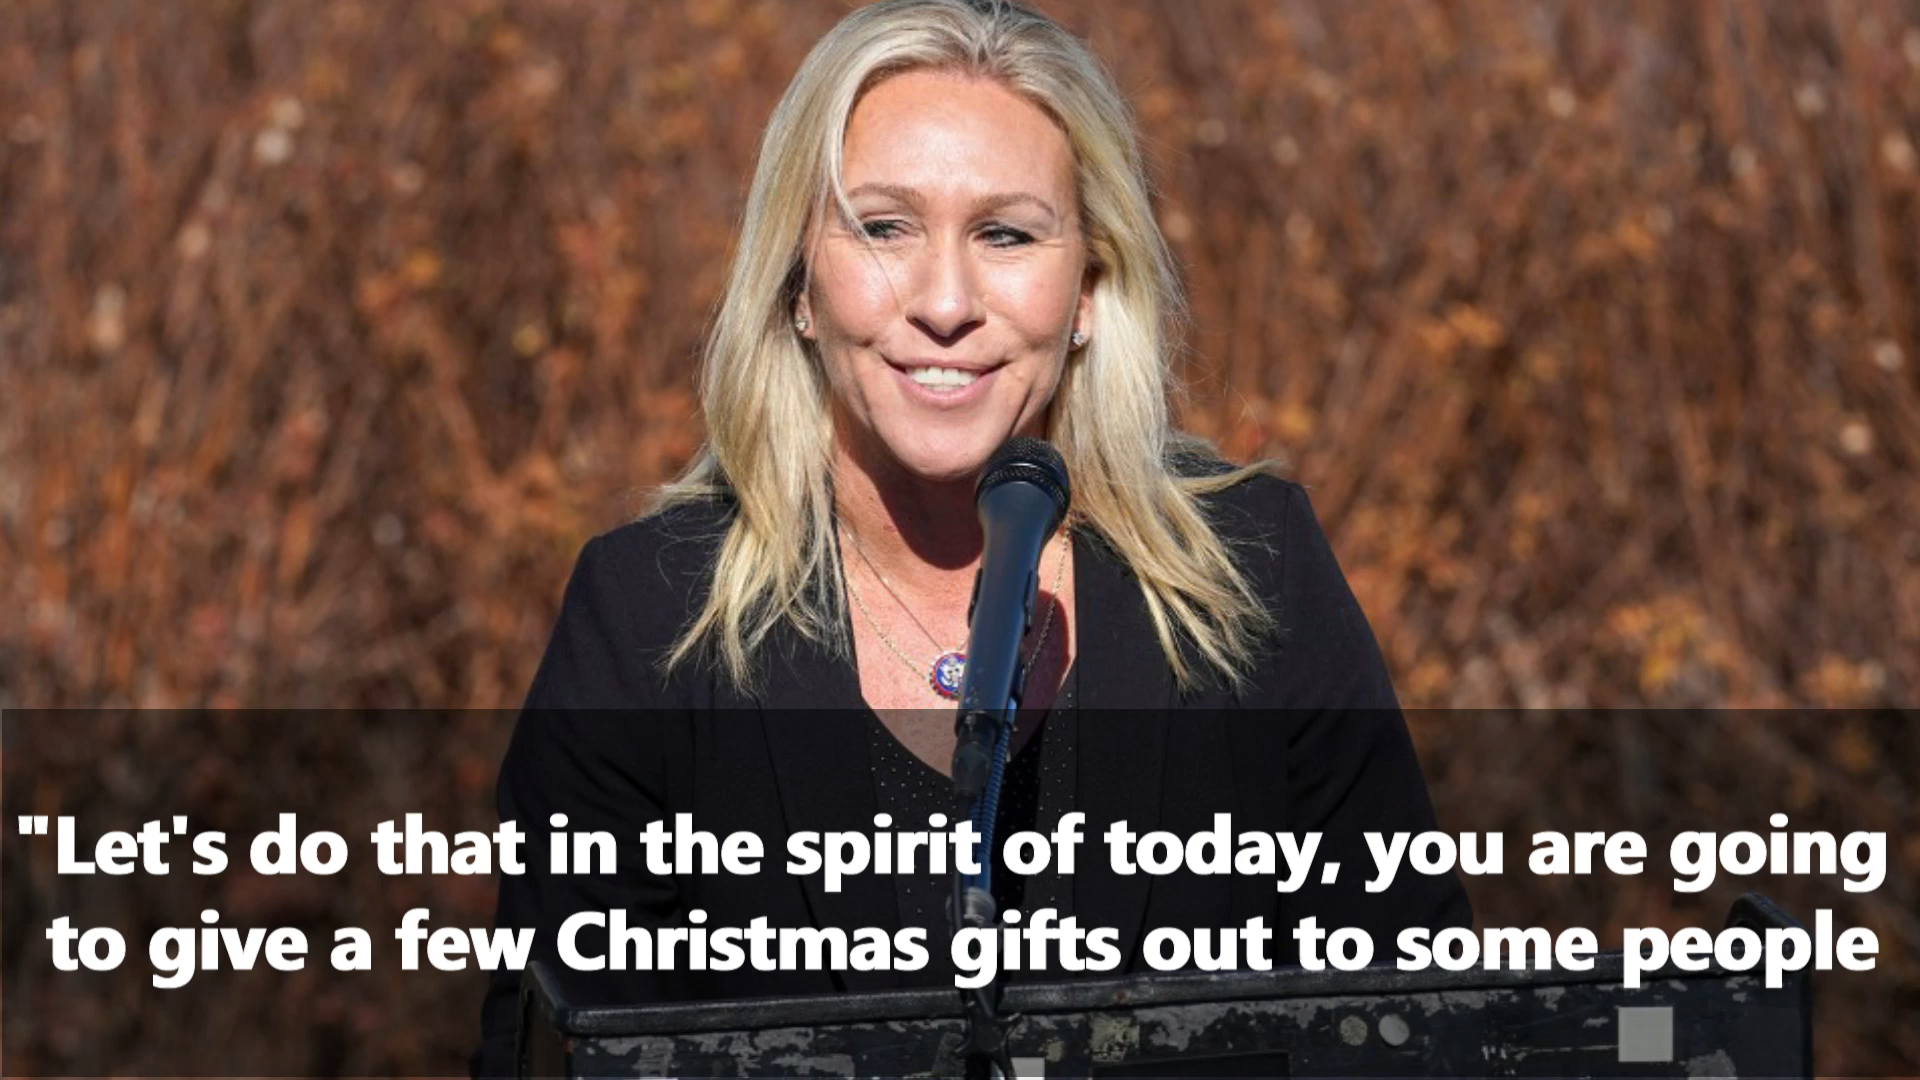 "Let's do that in the spirit of today, you are going
to give a few Christmas gifts out to some people